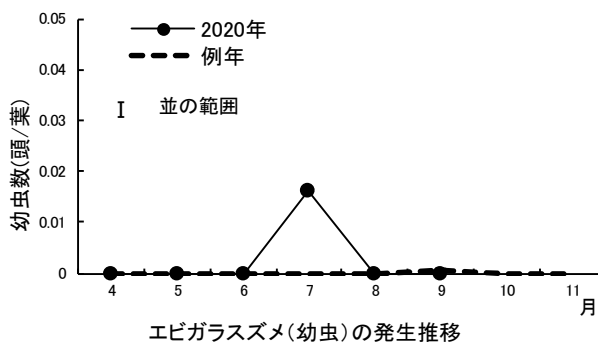 2020年
例年
並の範囲
幼虫数(頭/葉)
0.05
0.04
0.03
0.02
0.01
0
4 5 6 7 8 9 10 11
月
エビガラスズメ(幼虫)の発生推移